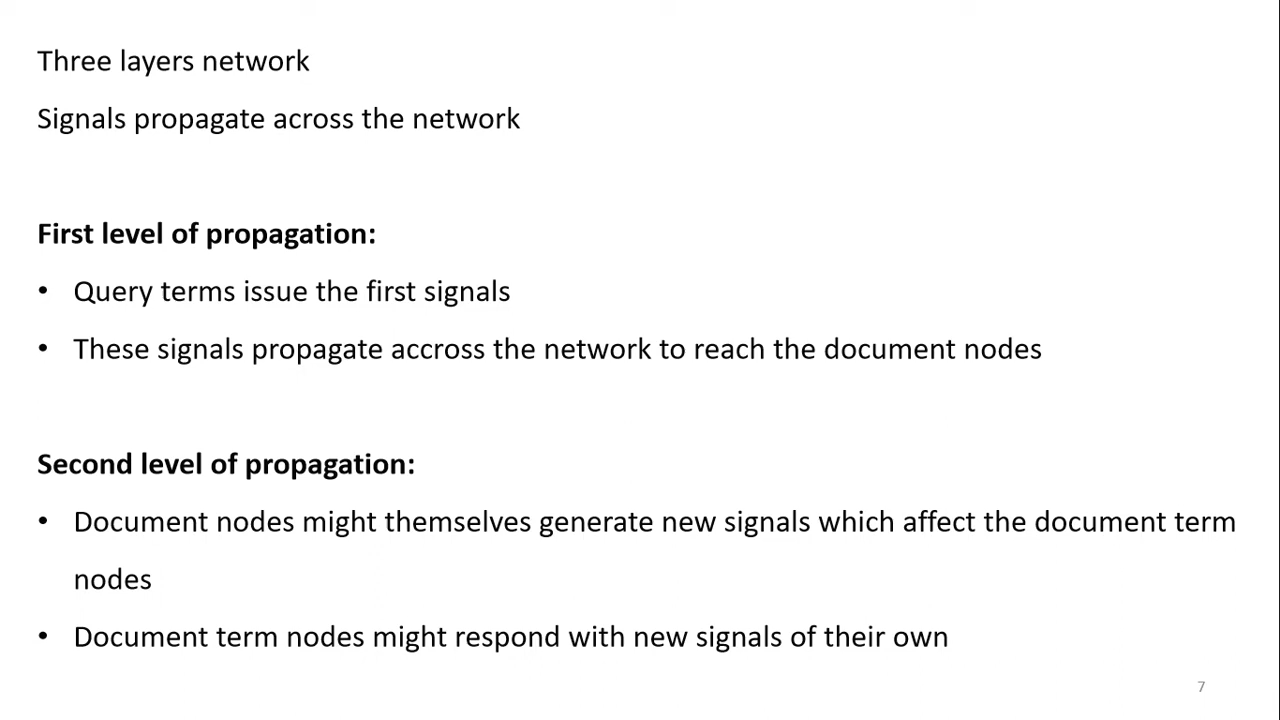 Three layers network
Signals propagate across the network
First level of propagation:
• Query terms issue the first signals
• These signals propagate accross the network to reach the document nodes
Second level of propagation:
• Document nodes might themselves generate new signals which affect the document term
nodes
• Document term nodes might respond with new signals of their own
7